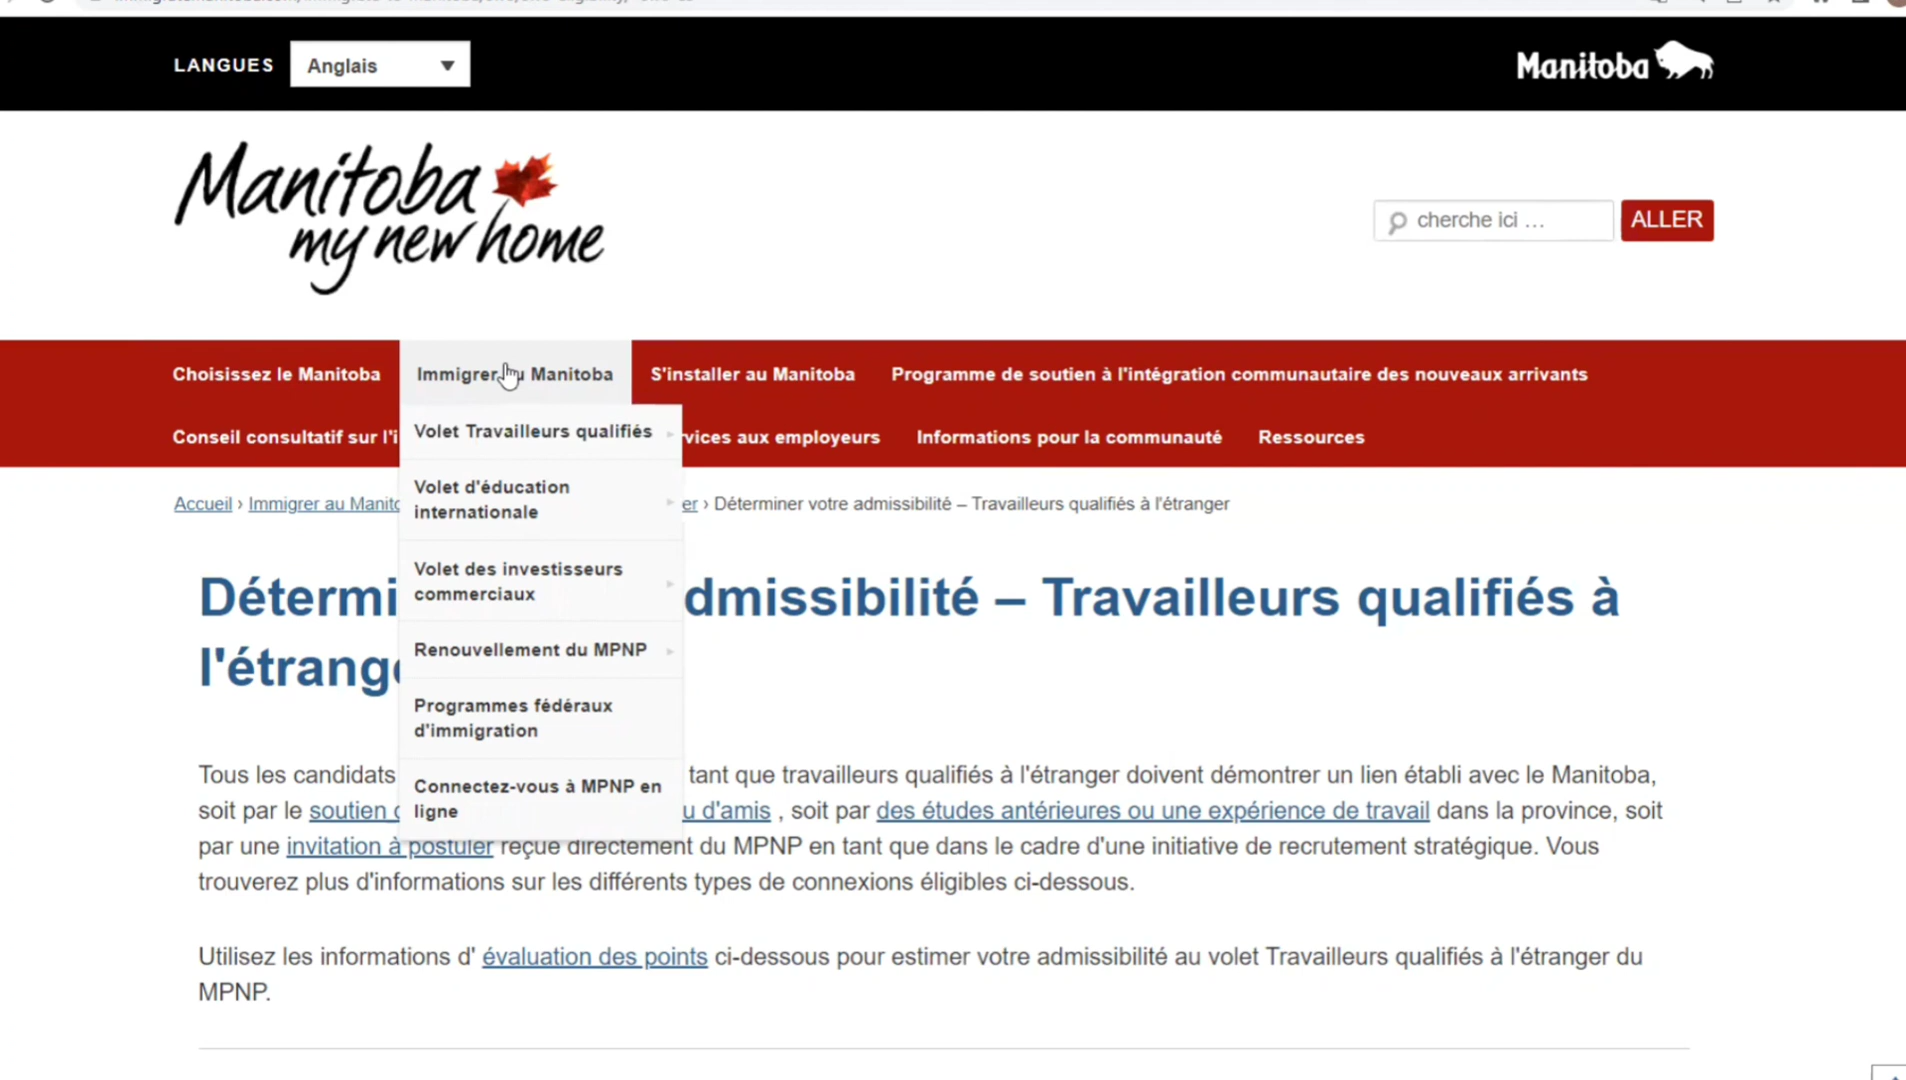 LANGUES
Anglais
Manitoba
Manitoba
my new home
cherche ici …
ALLER
Choisissez le Manitoba
Immigrer au Manitoba
S'installer au Manitoba
Programme de soutien à l'intégration communautaire des nouveaux arrivants
Conseil consultatif sur l'i
vices aux employeurs
Informations pour la communauté
Ressources
Volet Travailleurs qualifiés
Volet d'éducation
internationale
Volet des investisseurs
commerciaux
Renouvellement du MPNP
Programmes fédéraux
d'immigration
Connectez-vous à MPNP en
ligne
Accueil › Immigrer au Manito er › Déterminer votre admissibilité – Travailleurs qualifiés à l'étranger
Détermi dmissibilité – Travailleurs qualifiés à
l'étrange
Tous les candidats tant que travailleurs qualifiés à l'étranger doivent démontrer un lien établi avec le Manitoba,
soit par le soutien u d'amis , soit par des études antérieures ou une expérience de travail dans la province, soit
par une invitation à postuler reçue directement du MPNP en tant que dans le cadre d'une initiative de recrutement stratégique. Vous
trouverez plus d'informations sur les différents types de connexions éligibles ci-dessous.
Utilisez les informations d' évaluation des points ci-dessous pour estimer votre admissibilité au volet Travailleurs qualifiés à l'étranger du
MPNP.